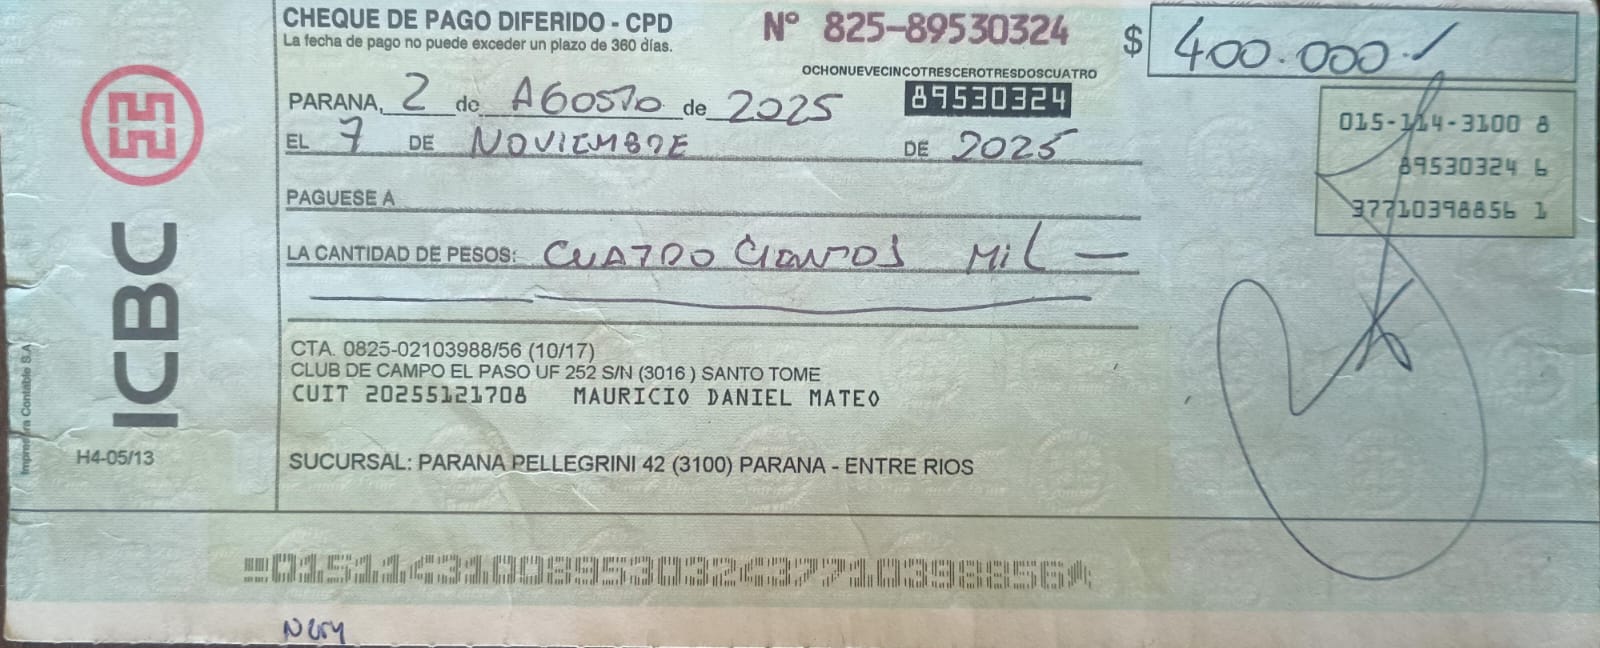 CHEQUE DE PAGO DIFERIDO - CPD
La fecha de pago no puede exceder un plazo de 360 días.
Nº 825-89530324
$ 400.000.-
OCHONUEVECINCOTRESCEROTRESDOSCUATRO
89530324
PARANA, 2 de AGOSTO de 2025
EL 7 DE NOVIEMBRE DE 2025
015-114-3100 8
89530324 6
37710398856 1
PAGUESE A
LA CANTIDAD DE PESOS: CUATRO CIENTOS MIL —
CTA. 0825-02103988/56 (10/17)
CLUB DE CAMPO EL PASO UF 252 S/N (3016 ) SANTO TOME
CUIT 20255121708 MAURICIO DANIEL MATEO
SUCURSAL: PARANA PELLEGRINI 42 (3100) PARANA - ENTRE RIOS
ICBC
H4-05/13
Impresora Contable S.A.
01511431008953032437710398856